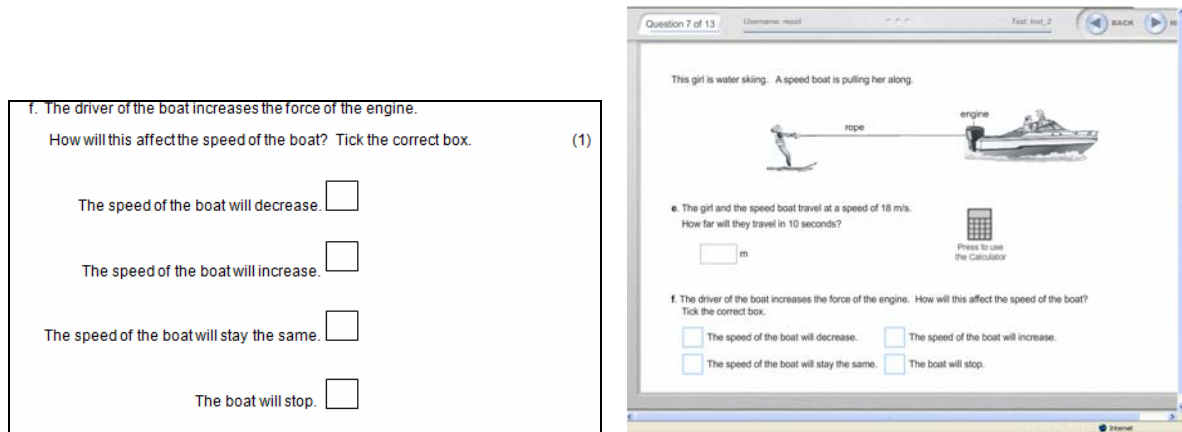 f. The driver of the boat increases the force of the engine.
How will this affect the speed of the boat? Tick the correct box. (1)
The speed of the boat will decrease.
The speed of the boat will increase.
The speed of the boat will stay the same.
The boat will stop.
Question 7 of 13 Username: Test: test_2 BACK
This girl is water skiing. A speed boat is pulling her along.
engine
rope
e. The girl and the speed boat travel at a speed of 18 m/s.
How far will they travel in 10 seconds?
m
Press to use
the Calculator
f. The driver of the boat increases the force of the engine. How will this affect the speed of the boat?
Tick the correct box.
The speed of the boat will decrease. The speed of the boat will increase.
The speed of the boat will stay the same. The boat will stop.
Internet